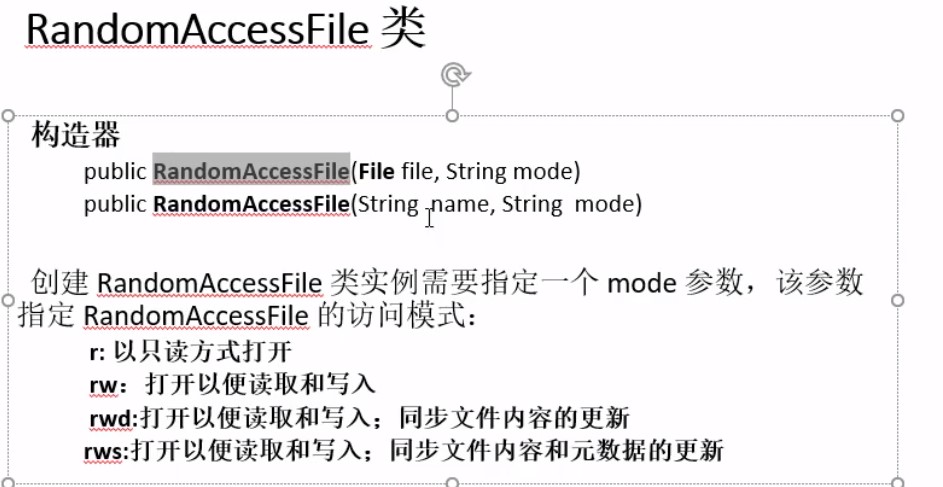 RandomAccessFile 类
构造器
public RandomAccessFile(File file, String mode)
public RandomAccessFile(String name, String mode)
创建 RandomAccessFile 类实例需要指定一个 mode 参数，该参数
指定 RandomAccessFile 的访问模式：
r: 以只读方式打开
rw：打开以便读取和写入
rwd:打开以便读取和写入；同步文件内容的更新
rws:打开以便读取和写入；同步文件内容和元数据的更新